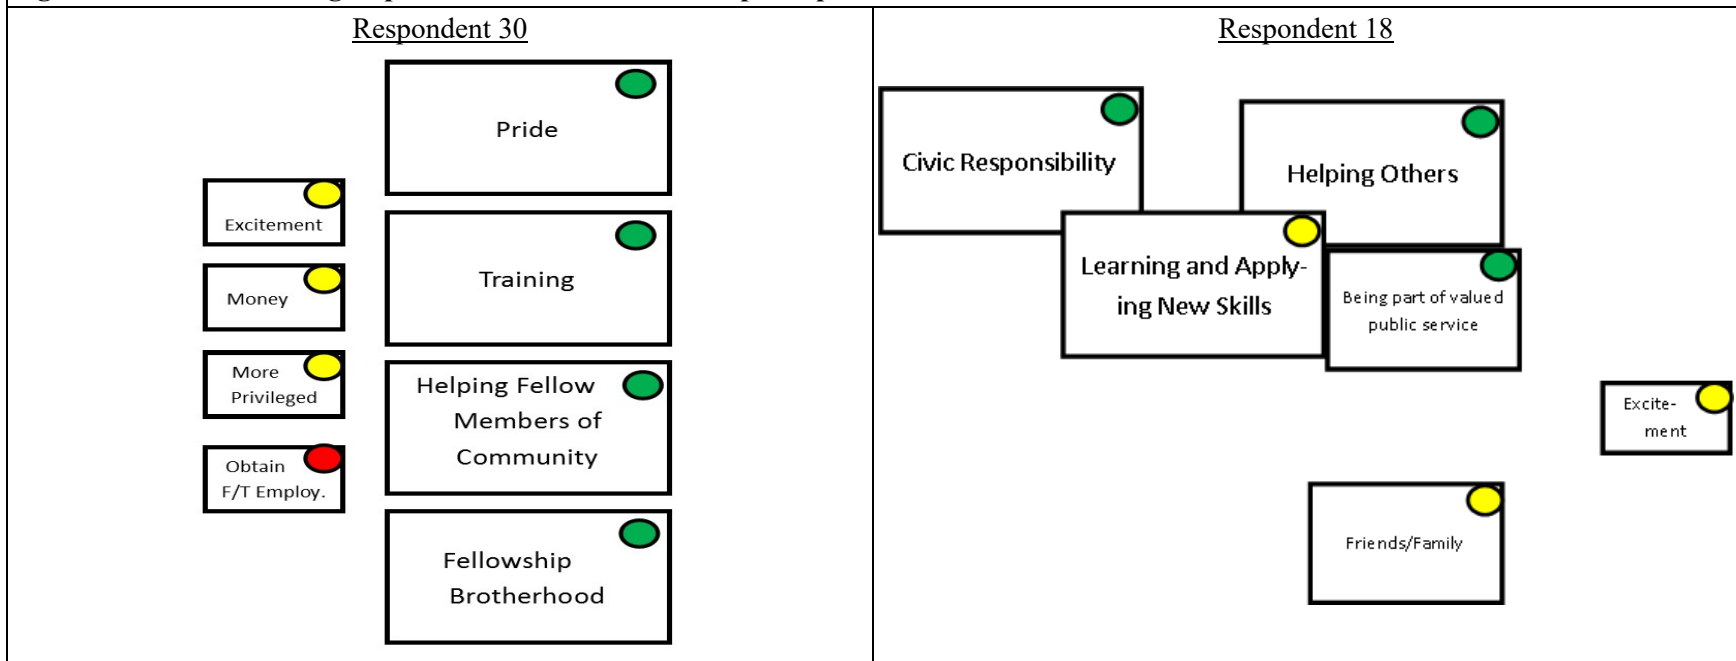 Respondent 30
Pride
Excitement
Training
Money
More
Privileged
Helping Fellow
Members of
Community
Obtain
F/T Employ.
Fellowship
Brotherhood
Respondent 18
Civic Responsibility
Helping Others
Learning and Apply-
ing New Skills
Being part of valued
public service
Excite-
ment
Friends/Family